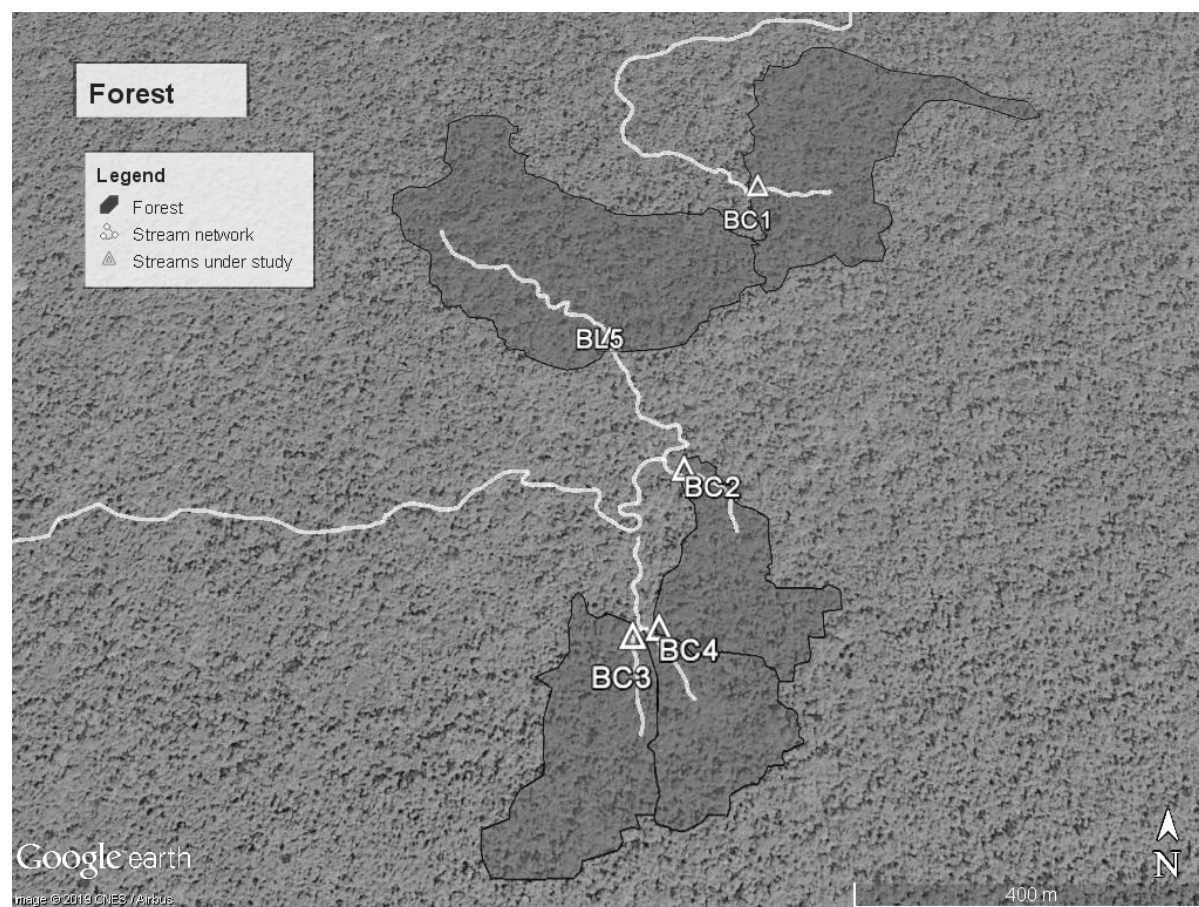 Forest
Legend
Forest
Stream network
Streams under study
BC1
BL5
BC2
BC4
BC3
Google earth
N
Image © 2019 CNES / Airbus
400 m